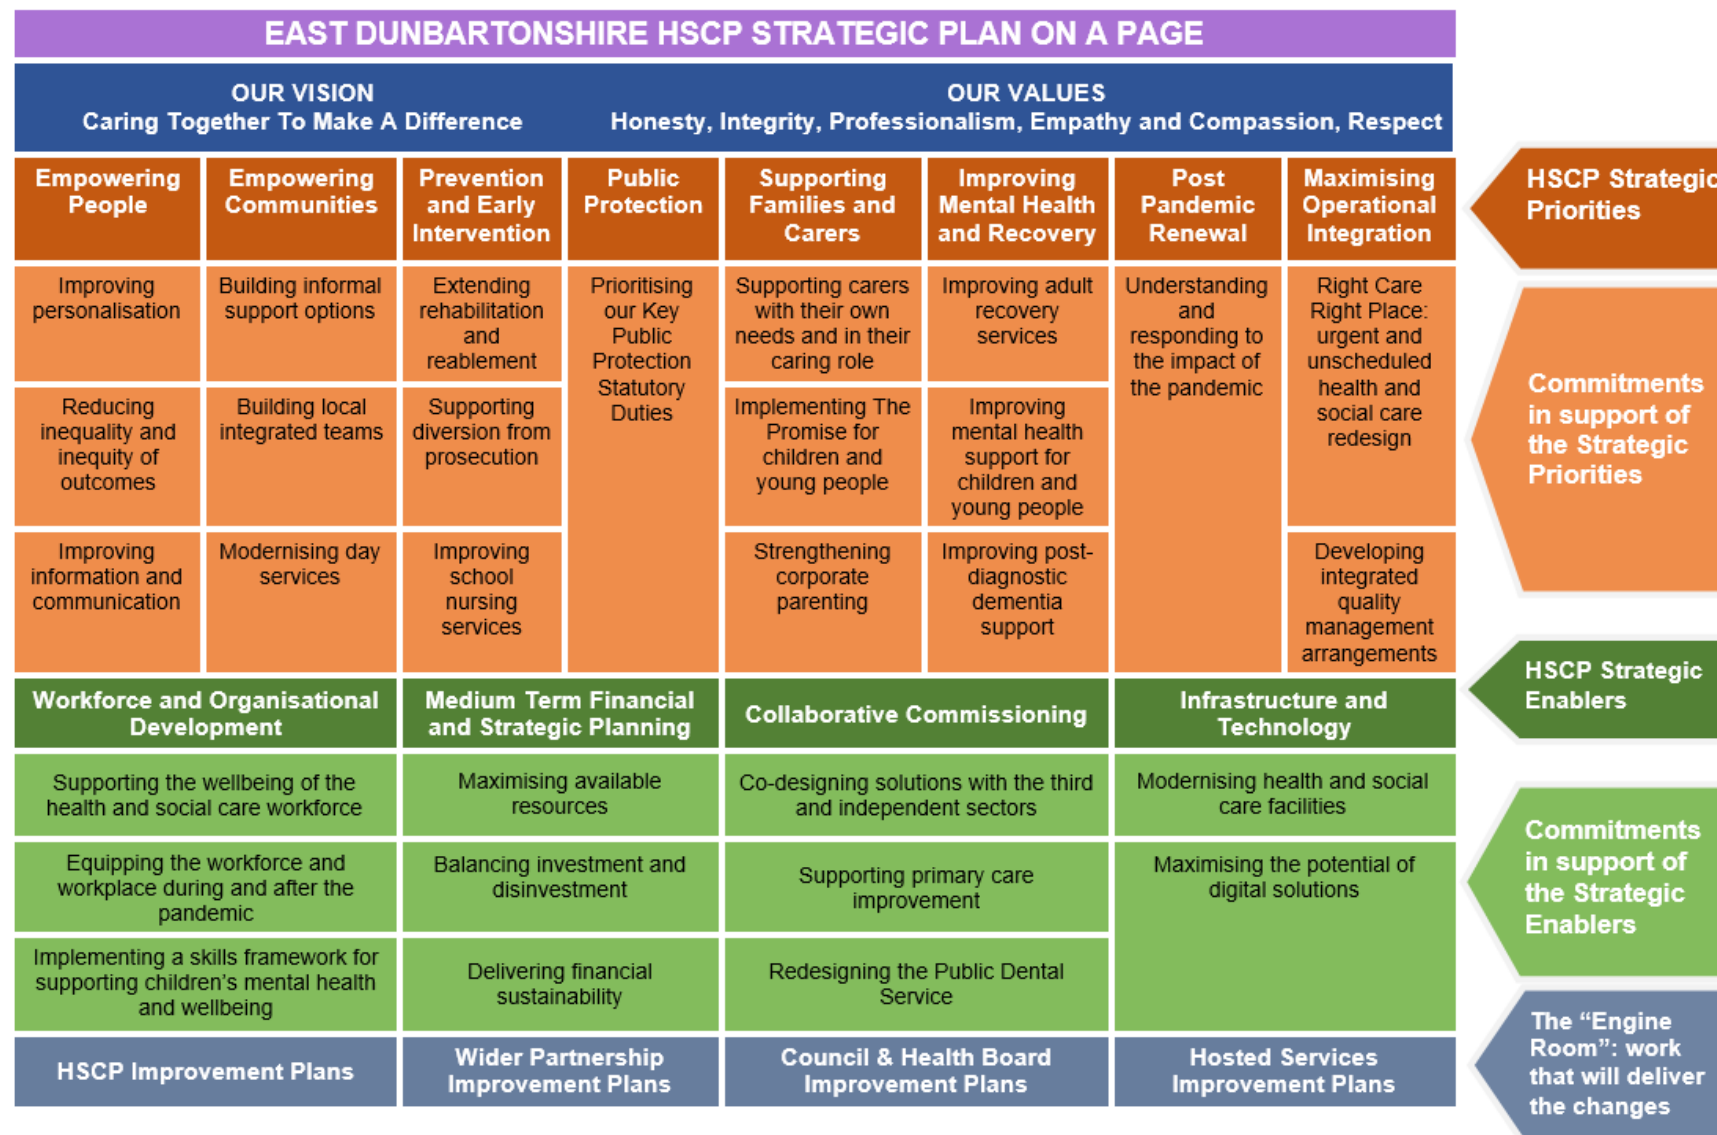 EAST DUNBARTONSHIRE HSCP STRATEGIC PLAN ON A PAGE
OUR VISION
Caring Together To Make A Difference
OUR VALUES
Honesty, Integrity, Professionalism, Empathy and Compassion, Respect
Empowering
People
Empowering
Communities
Prevention
and Early
Intervention
Public
Protection
Supporting
Families and
Carers
Improving
Mental Health
and Recovery
Post
Pandemic
Renewal
Maximising
Operational
Integration
HSCP Strategic
Priorities
Improving
personalisation
Building informal
support options
Extending
rehabilitation
and
reablement
Prioritising
our Key
Public
Protection
Statutory
Duties
Supporting carers
with their own
needs and in their
caring role
Improving adult
recovery
services
Understanding
and
responding to
the impact of
the pandemic
Right Care
Right Place:
urgent and
unscheduled
health and
social care
redesign
Commitments
in support of
the Strategic
Priorities
Reducing
inequality and
inequity of
outcomes
Building local
integrated teams
Supporting
diversion from
prosecution
Implementing The
Promise for
children and
young people
Improving
mental health
support for
children and
young people
Improving
information and
communication
Modernising day
services
Improving
school
nursing
services
Strengthening
corporate
parenting
Improving post-
diagnostic
dementia
support
Developing
integrated
quality
management
arrangements
Workforce and Organisational
Development
Medium Term Financial
and Strategic Planning
Collaborative Commissioning
Infrastructure and
Technology
HSCP Strategic
Enablers
Supporting the wellbeing of the
health and social care workforce
Maximising available
resources
Co-designing solutions with the third
and independent sectors
Modernising health and social
care facilities
Commitments
in support of
the Strategic
Enablers
Equipping the workforce and
workplace during and after the
pandemic
Balancing investment and
disinvestment
Supporting primary care
improvement
Maximising the potential of
digital solutions
Implementing a skills framework for
supporting children’s mental health
and wellbeing
Delivering financial
sustainability
Redesigning the Public Dental
Service
HSCP Improvement Plans
Wider Partnership
Improvement Plans
Council & Health Board
Improvement Plans
Hosted Services
Improvement Plans
The “Engine
Room”: work
that will deliver
the changes